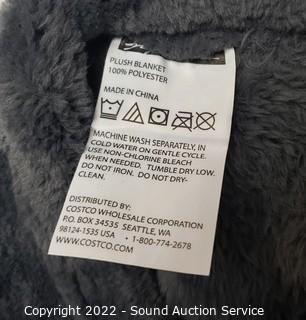 PLUSH BLANKET
100% POLYESTER
MADE IN CHINA
MACHINE WASH SEPARATELY, IN
COLD WATER ON GENTLE CYCLE.
USE NON-CHLORINE BLEACH
WHEN NEEDED. TUMBLE DRY LOW.
DO NOT IRON. DO NOT DRY-
CLEAN.
DISTRIBUTED BY:
COSTCO WHOLESALE CORPORATION
P.O. BOX 34535 SEATTLE, WA
98124-1535 USA • 1-800-774-2678
WWW.COSTCO.COM
Copyright 2022 - Sound Auction Service